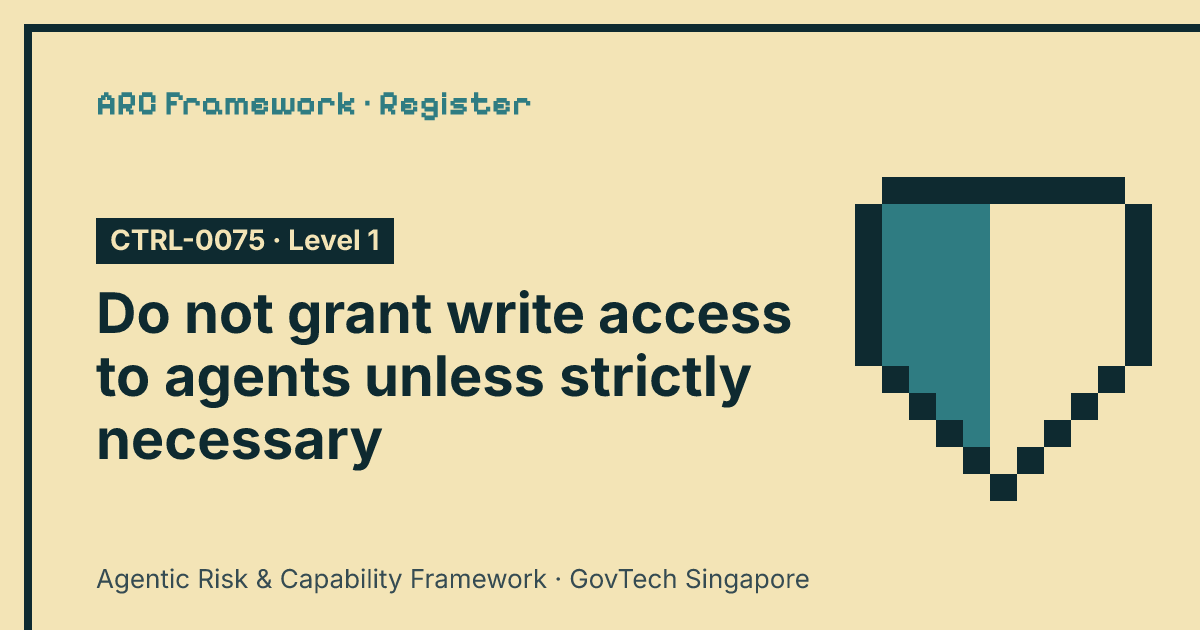 ARC Framework · Register
CTRL-0075 · Level 1
Do not grant write access
to agents unless strictly
necessary
Agentic Risk & Capability Framework · GovTech Singapore